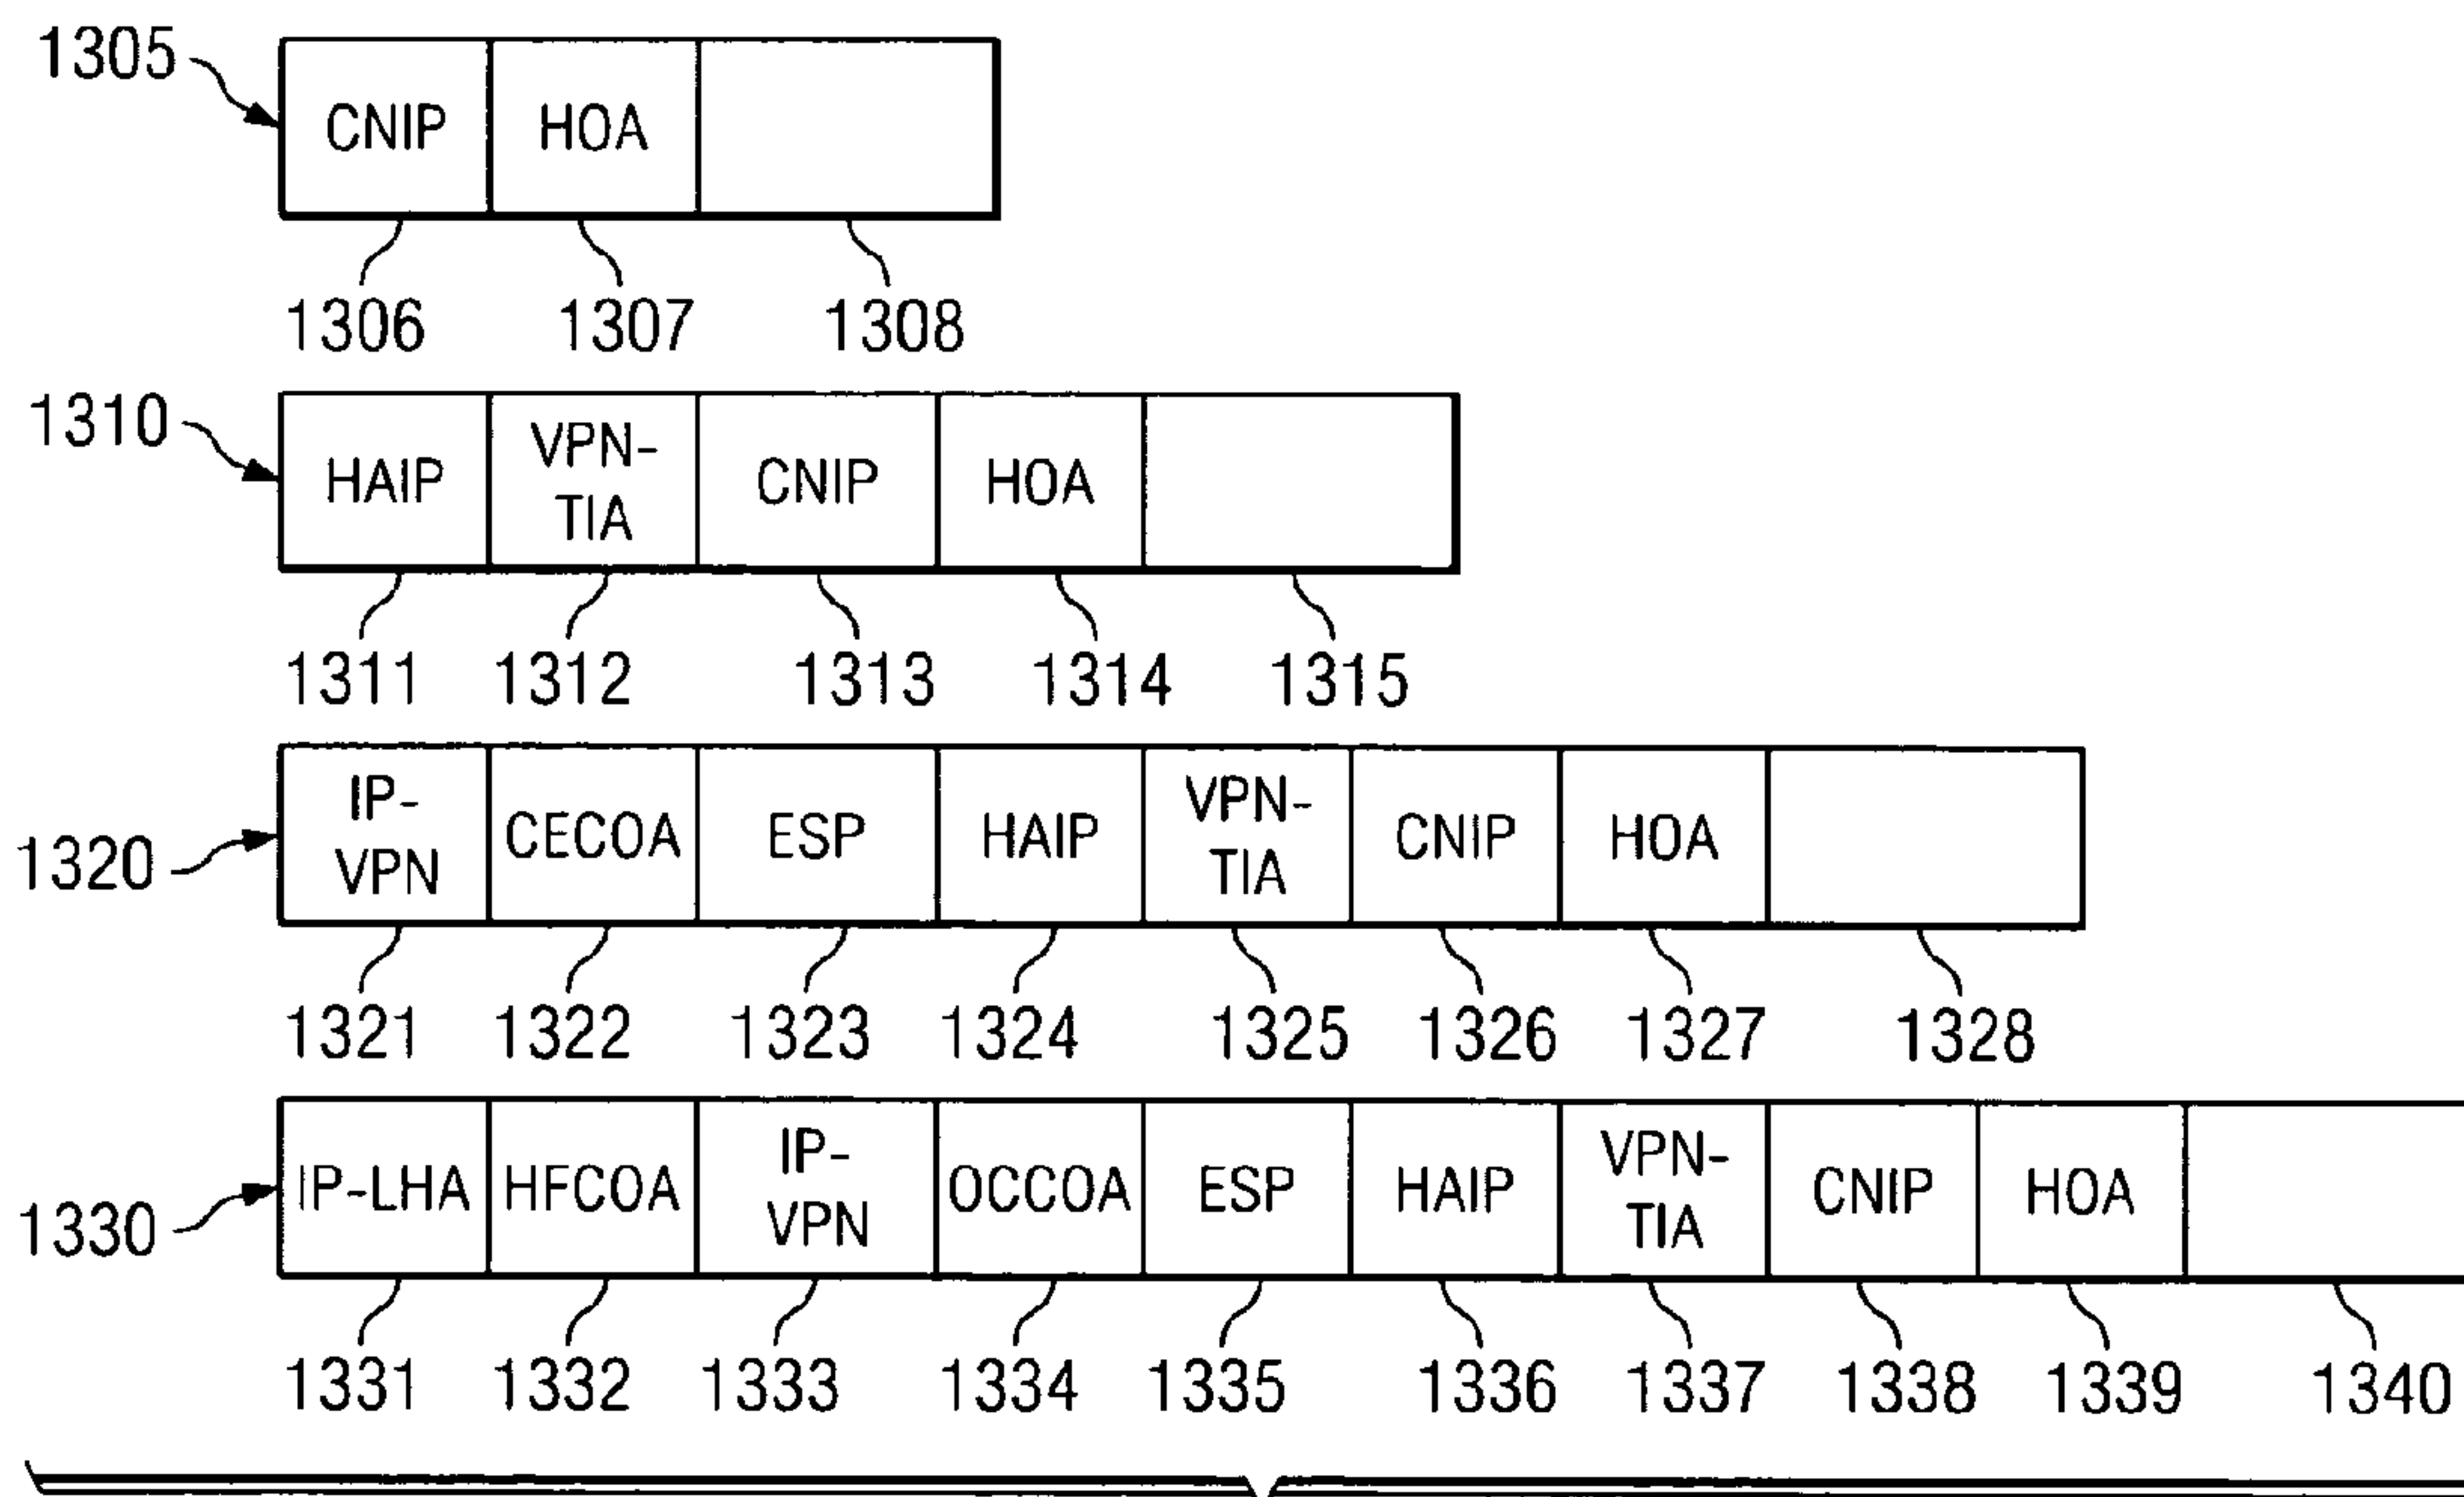 1305
CNIP HOA
1306 1307 1308
1310
HAIP VPN-
TIA CNIP HOA
1311 1312 1313 1314 1315
1320
IP-
VPN CECOA ESP HAIP VPN-
TIA CNIP HOA
1321 1322 1323 1324 1325 1326 1327 1328
1330
IP-LHA HFCOA IP-
VPN OCCOA ESP HAIP VPN-
TIA CNIP HOA
1331 1332 1333 1334 1335 1336 1337 1338 1339 1340